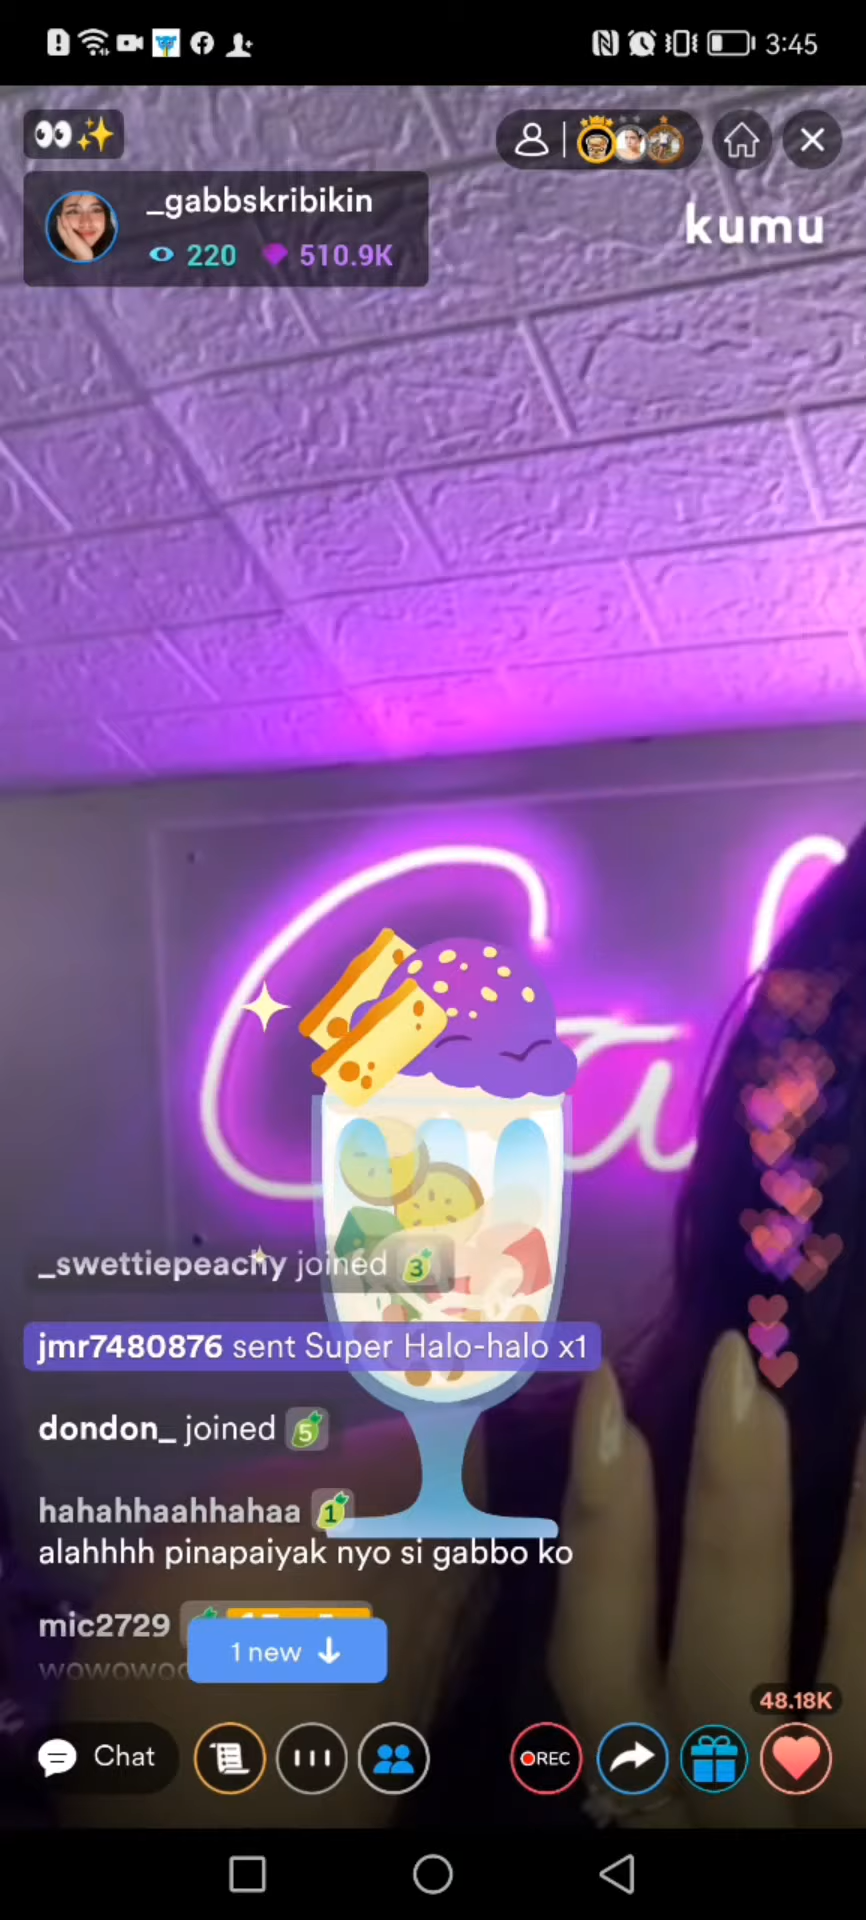 3:45
_gabbskribikin
220 510.9K
kumu
_swettiepeachy joined 3
jmr7480876 sent Super Halo-halo x1
dondon_ joined 5
hahahhaahhahaa 1
alahhhh pinapaiyak nyo si gabbo ko
mic2729
1 new
48.18K
Chat
REC